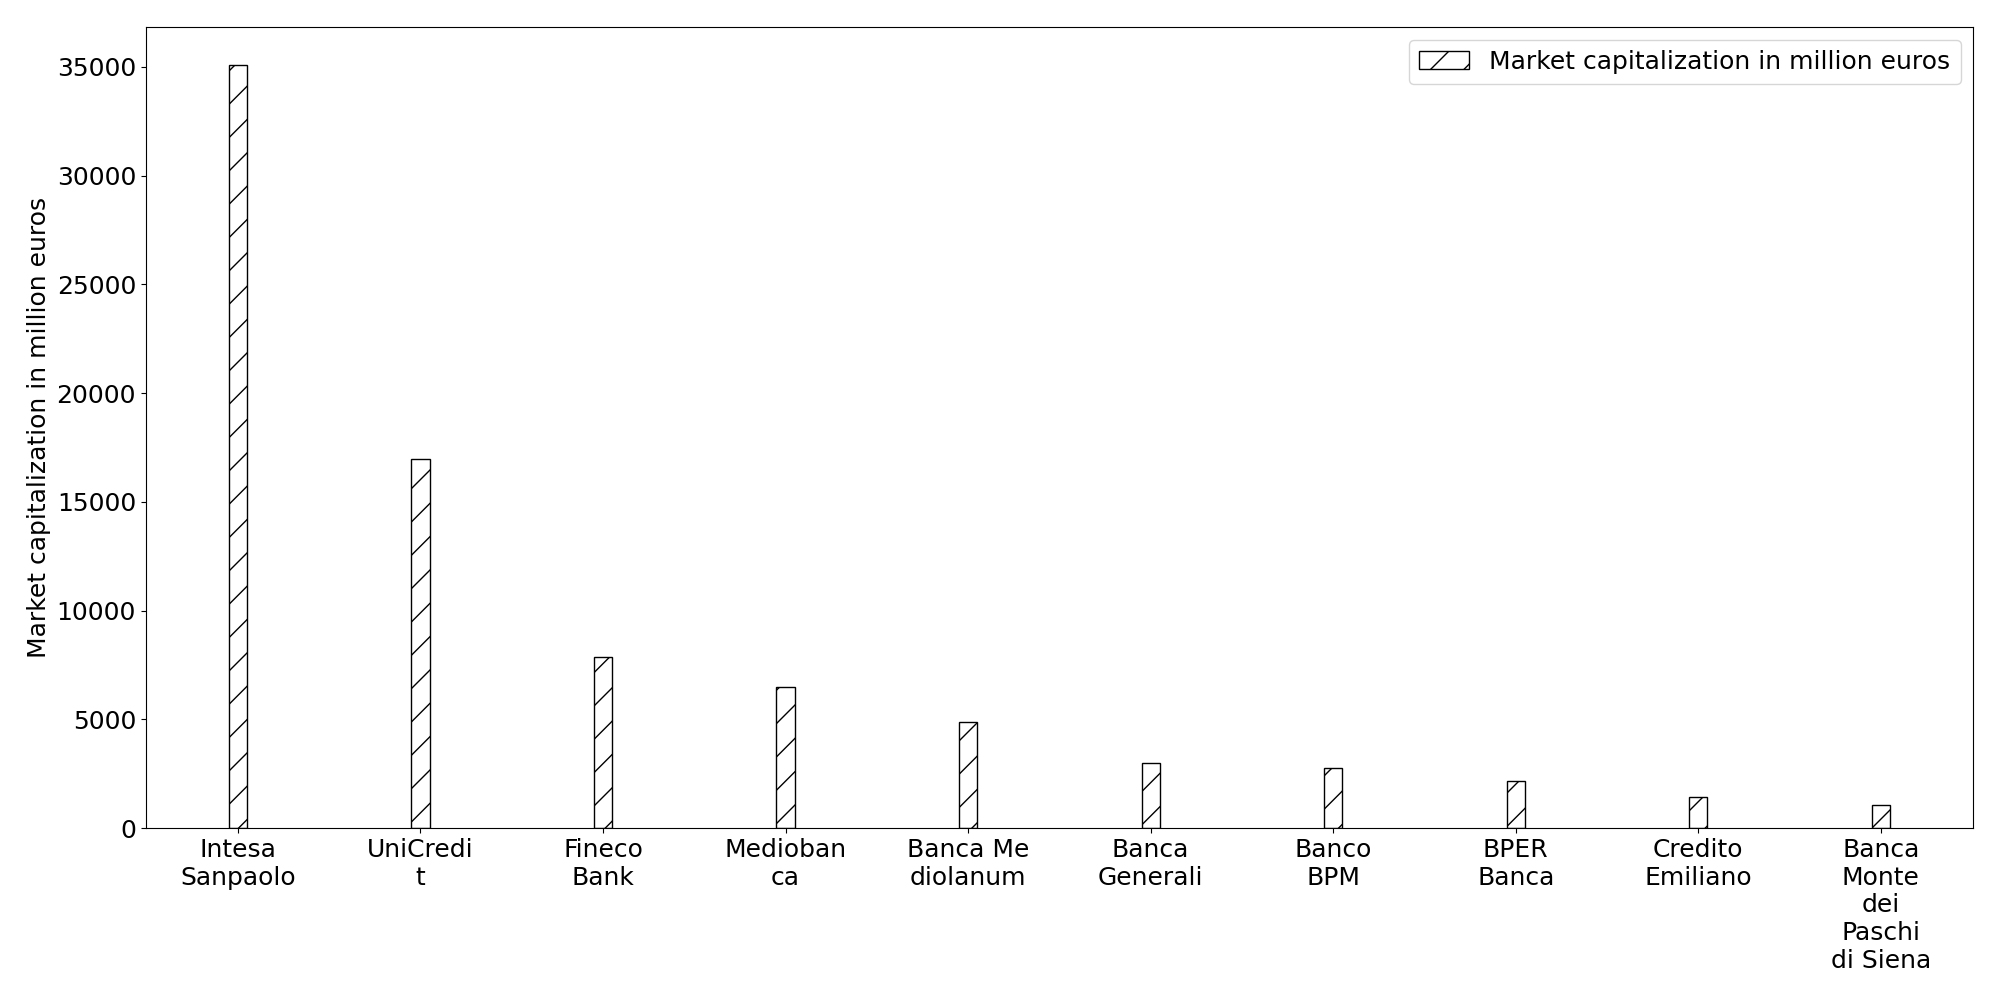 Market capitalization in million euros
Market capitalization in million euros
35000
30000
25000
20000
15000
10000
5000
0
Intesa
Sanpaolo
UniCredi
t
Fineco
Bank
Medioban
ca
Banca Me
diolanum
Banca
Generali
Banco
BPM
BPER
Banca
Credito
Emiliano
Banca
Monte
dei
Paschi
di Siena